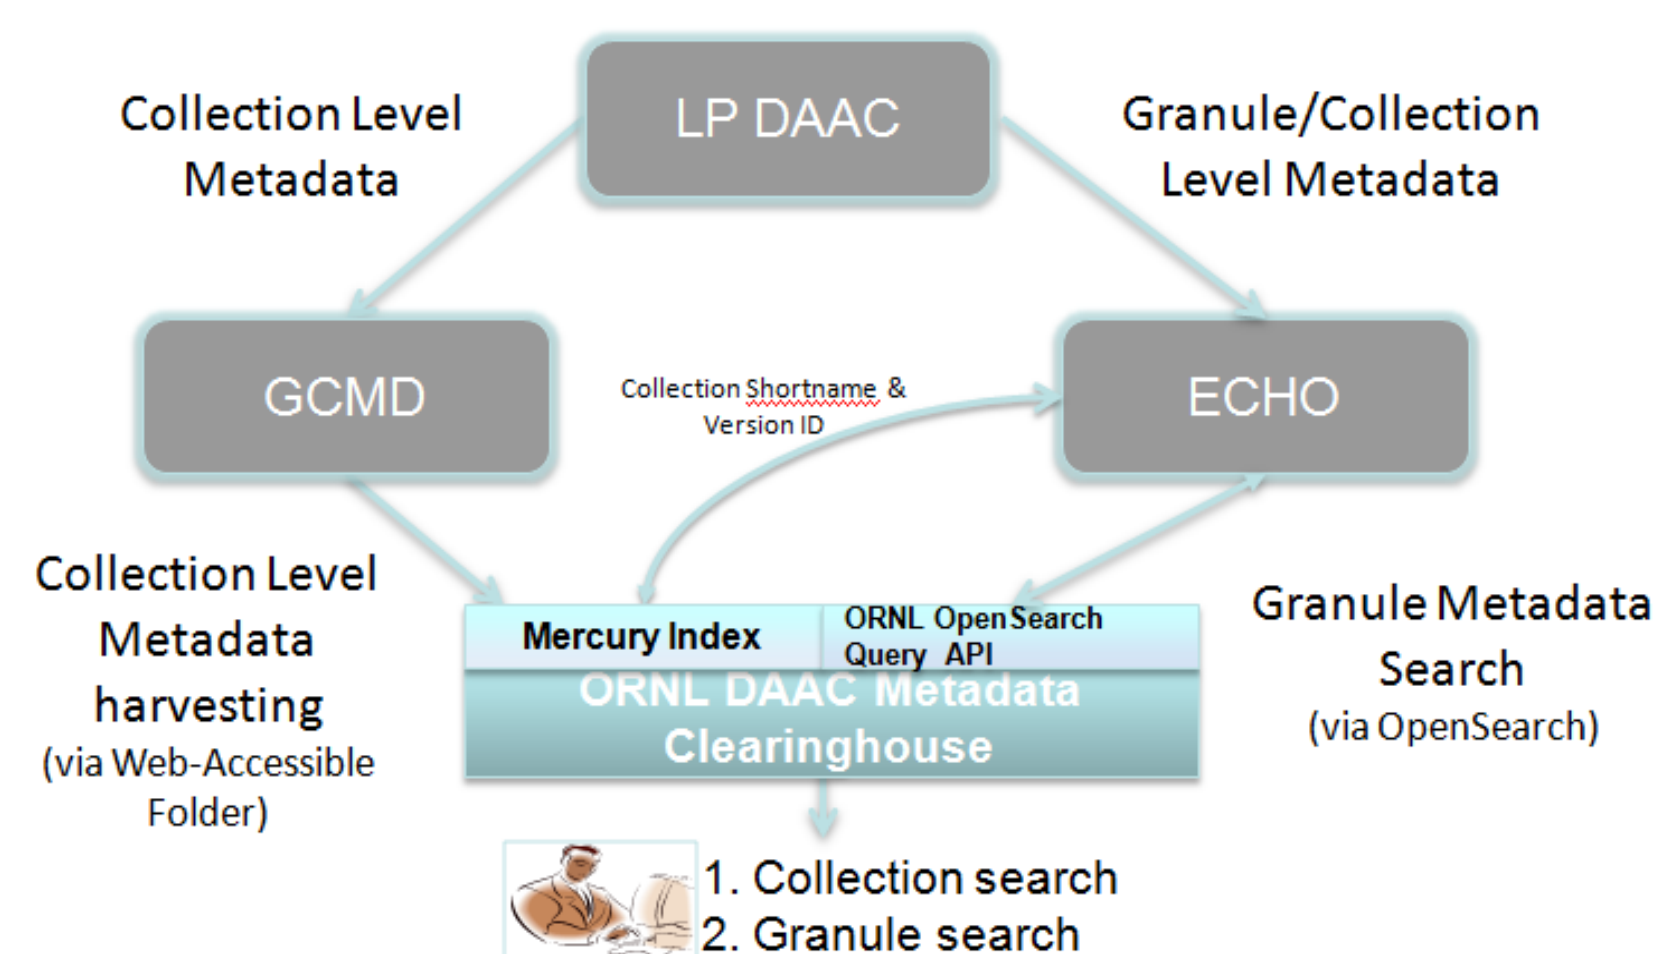 LP DAAC
Collection Level
Metadata
Granule/Collection
Level Metadata
GCMD
Collection Shortname &
Version ID
ECHO
Collection Level
Metadata
harvesting
(via Web-Accessible
Folder)
Mercury Index
ORNL OpenSearch
Query API
ORNL DAAC Metadata
Clearinghouse
Granule Metadata
Search
(via OpenSearch)
1. Collection search
2. Granule search